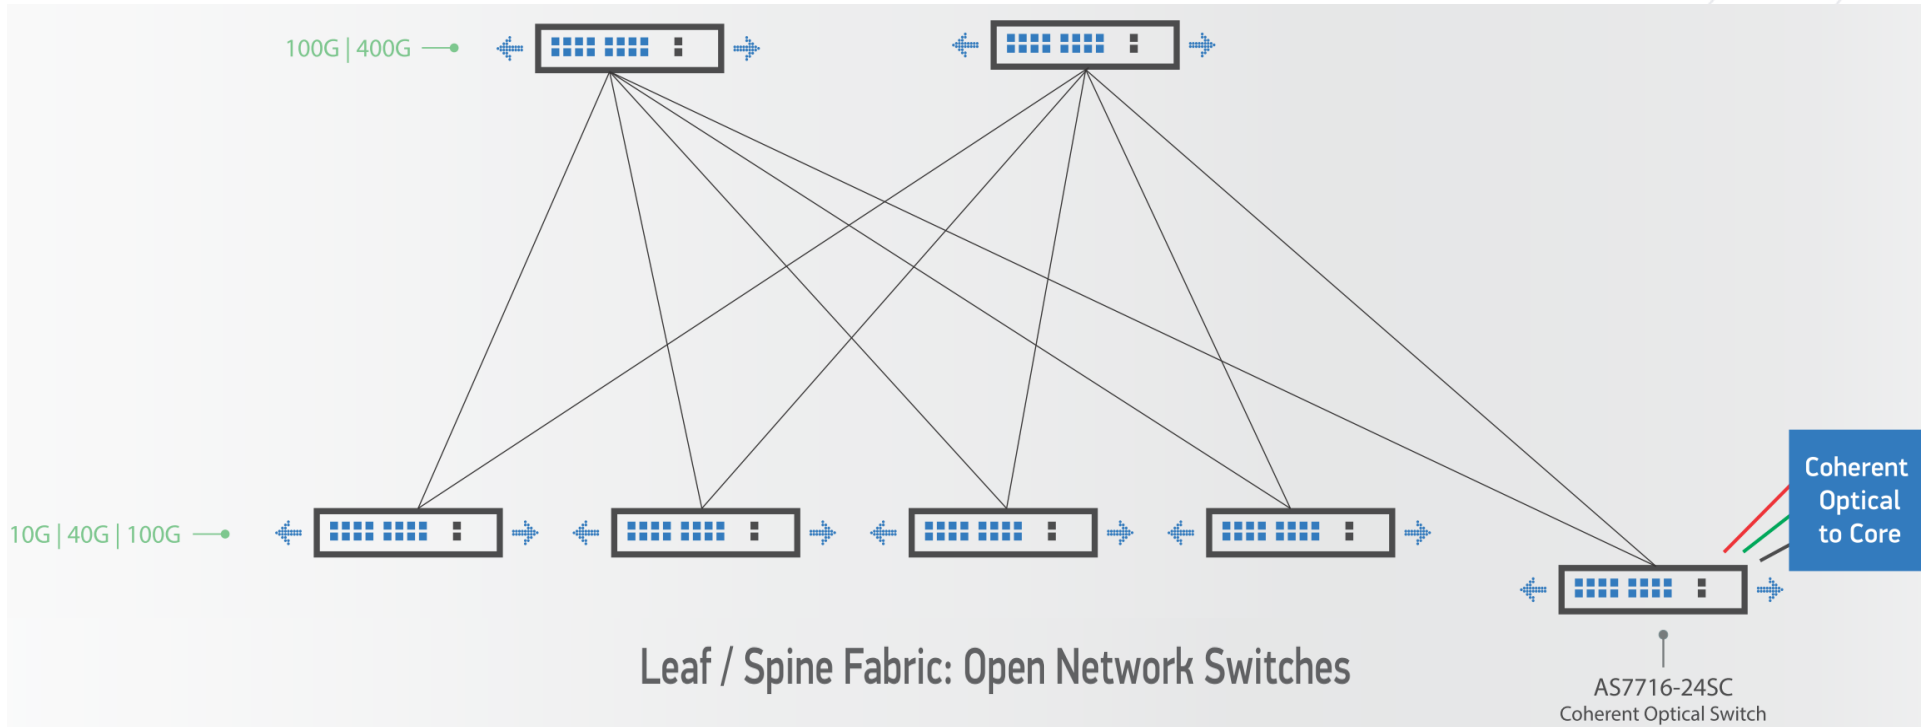 100G | 400G
10G | 40G | 100G
Coherent
Optical
to Core
Leaf / Spine Fabric: Open Network Switches
AS7716-24SC
Coherent Optical Switch